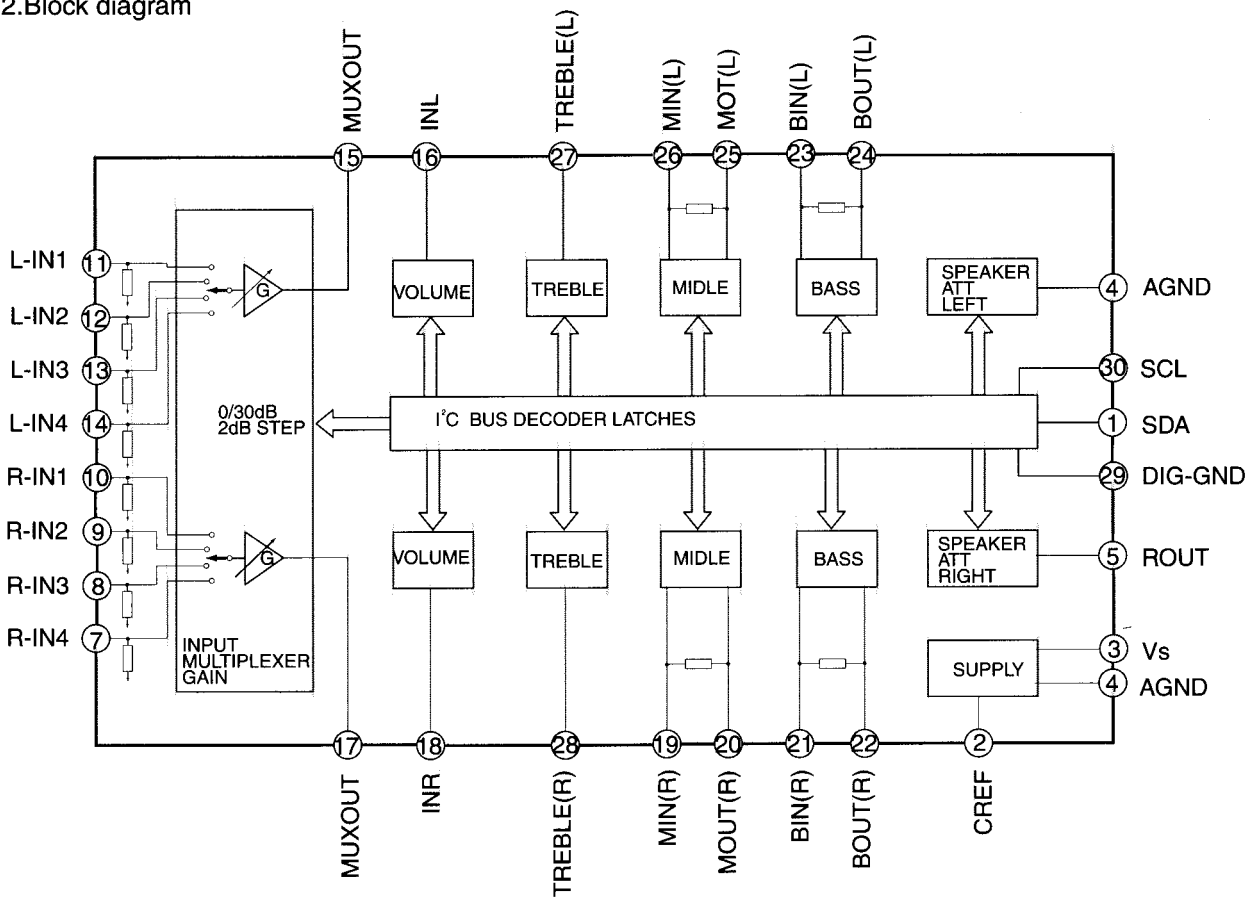 2.Block diagram
MUXOUT
INL
TREBLE(L)
MIN(L)
MOT(L)
BIN(L)
BOUT(L)
15
16
27
26
25
23
24
L-IN1 11
L-IN2 12
L-IN3 13
L-IN4 14
R-IN1 10
R-IN2 9
R-IN3 8
R-IN4 7
G
0/30dB
2dB STEP
G
INPUT
MULTIPLEXER
GAIN
VOLUME
TREBLE
MIDLE
BASS
SPEAKER
ATT
LEFT
I²C BUS DECODER LATCHES
VOLUME
TREBLE
MIDLE
BASS
SPEAKER
ATT
RIGHT
SUPPLY
4 AGND
30 SCL
1 SDA
29 DIG-GND
5 ROUT
3 Vs
4 AGND
17
18
28
19
20
21
22
2
MUXOUT
INR
TREBLE(R)
MIN(R)
MOUT(R)
BIN(R)
BOUT(R)
CREF